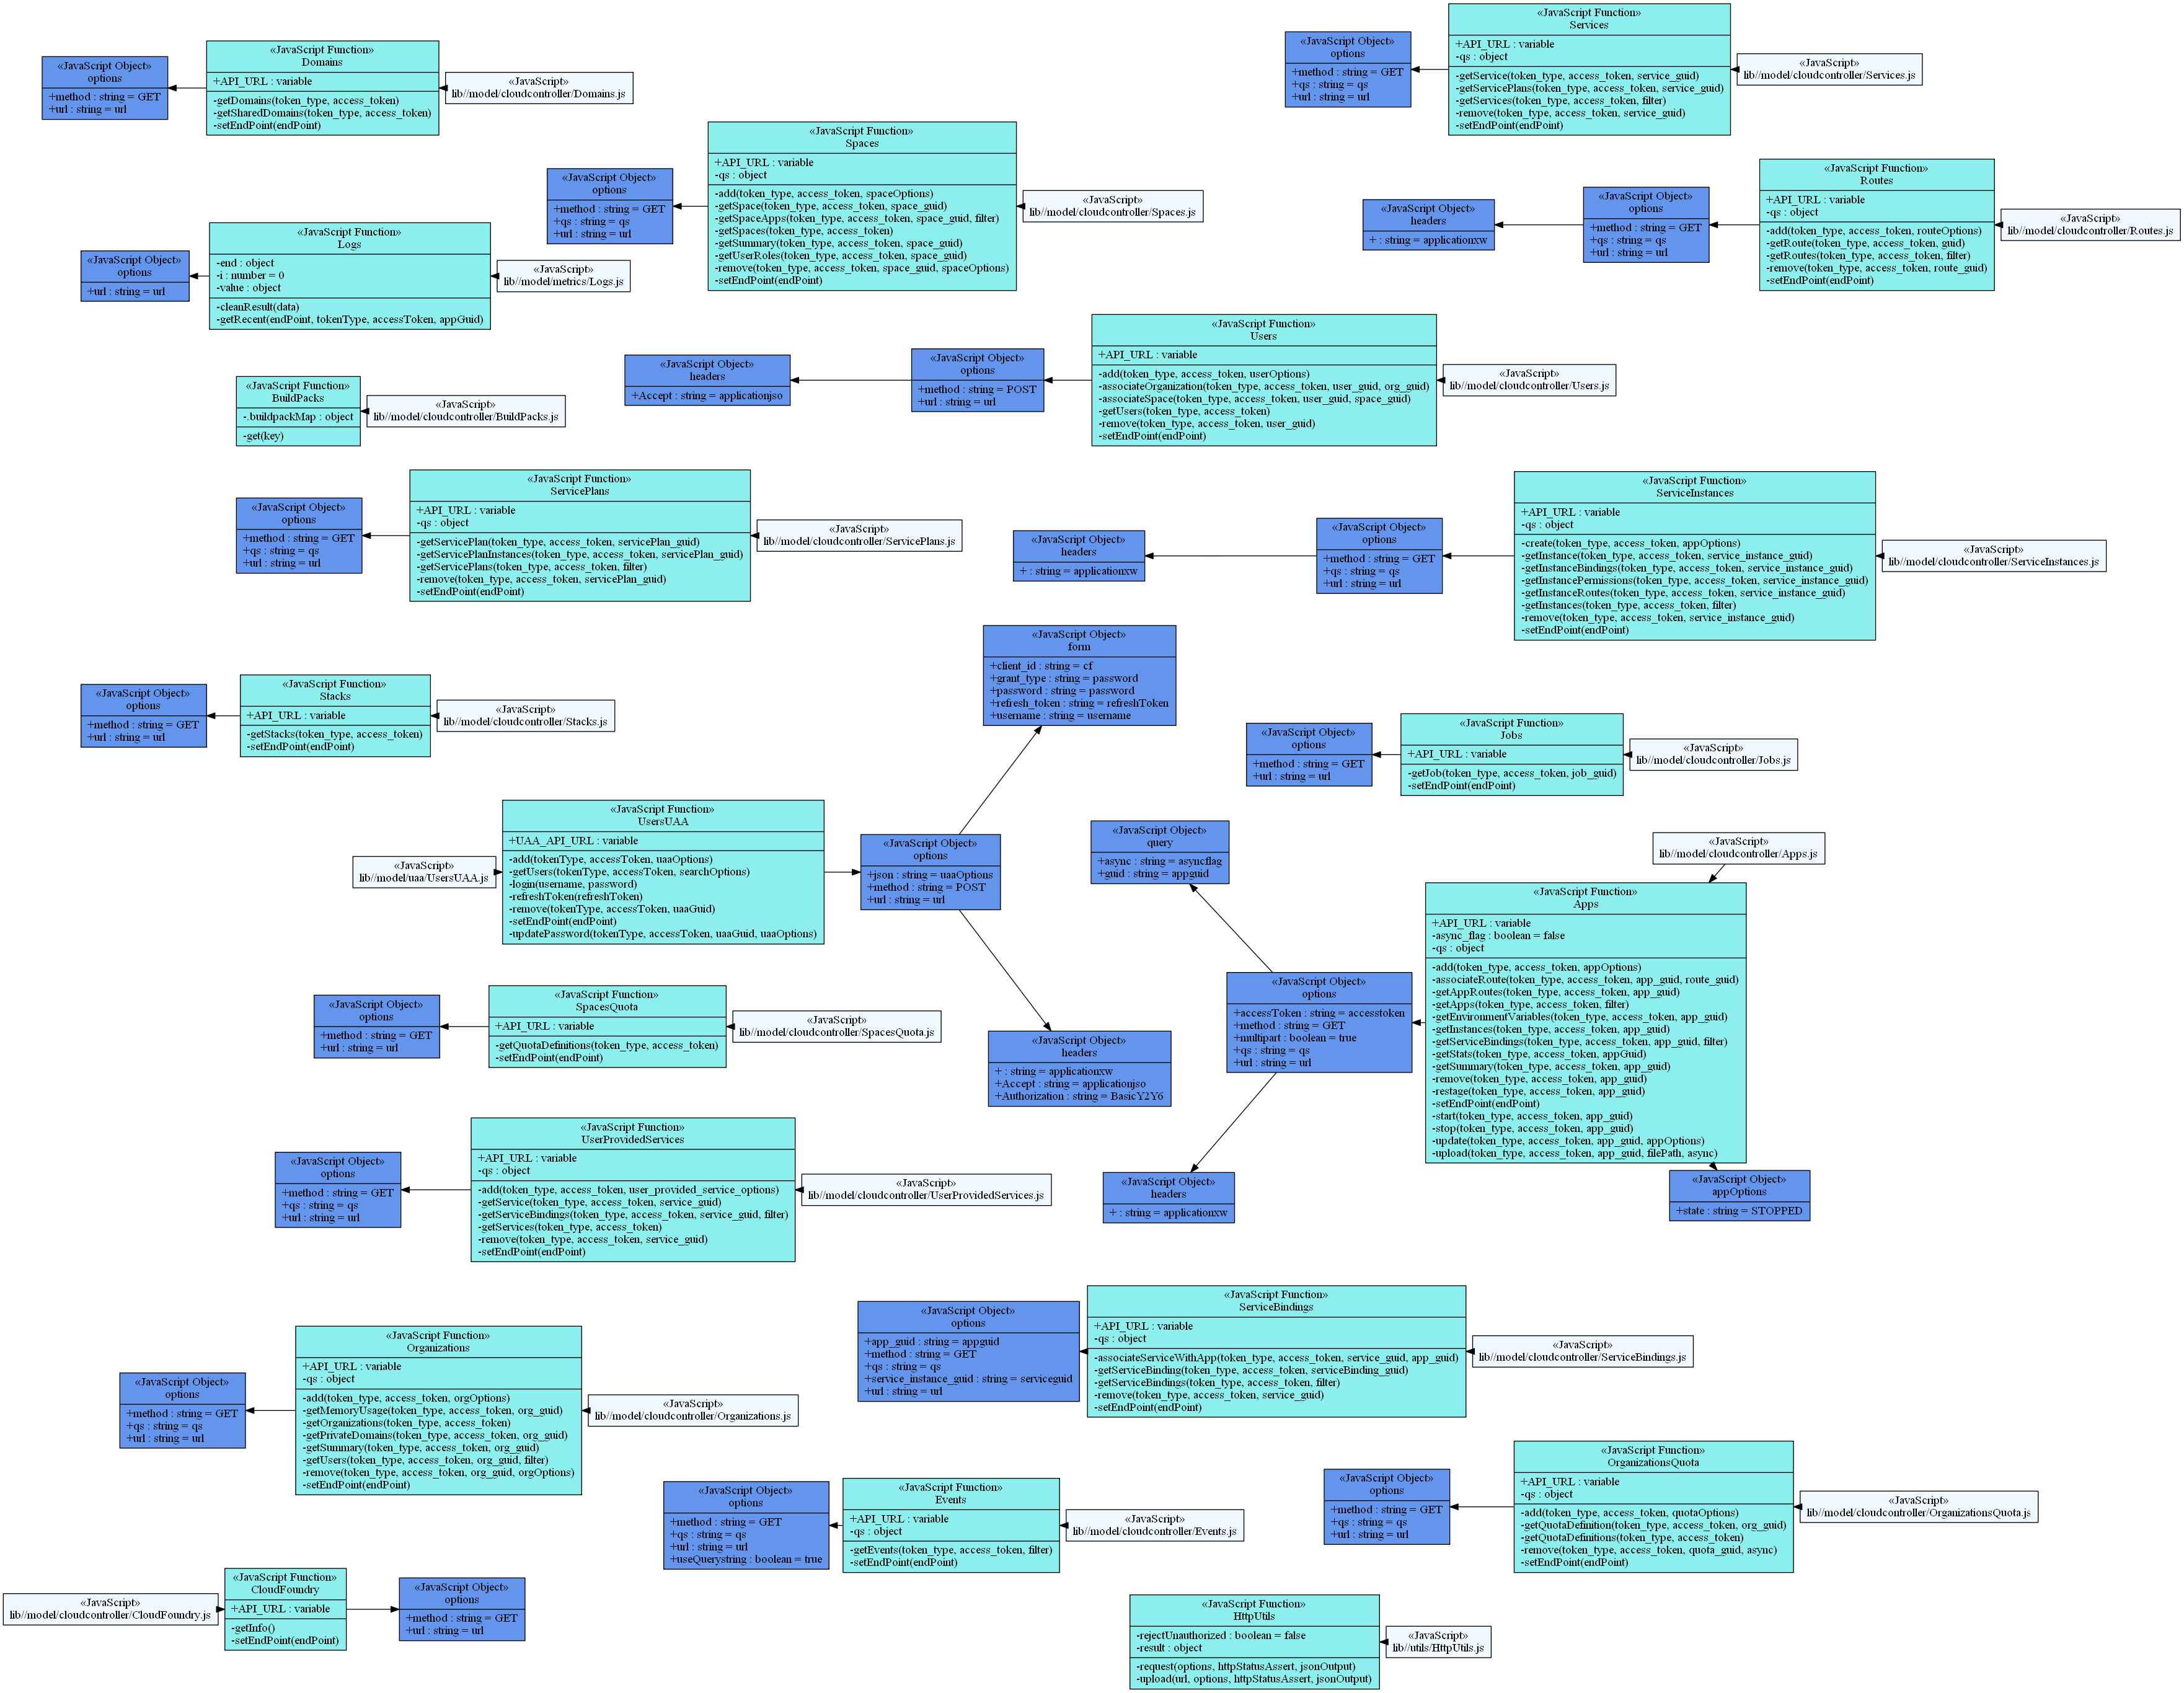 «JavaScript Object»
options
+method : string = GET
+url : string = url
«JavaScript Function»
Domains
+API_URL : variable
-getDomains(token_type, access_token)
-getSharedDomains(token_type, access_token)
-setEndPoint(endPoint)
«JavaScript»
lib//model/cloudcontroller/Domains.js
«JavaScript Object»
options
+method : string = GET
+qs : string = qs
+url : string = url
«JavaScript Function»
Services
+API_URL : variable
-qs : object
-getService(token_type, access_token, service_guid)
-getServicePlans(token_type, access_token, service_guid)
-getServices(token_type, access_token, filter)
-remove(token_type, access_token, service_guid)
-setEndPoint(endPoint)
«JavaScript»
lib//model/cloudcontroller/Services.js
«JavaScript Object»
options
+method : string = GET
+qs : string = qs
+url : string = url
«JavaScript Function»
Spaces
+API_URL : variable
-qs : object
-add(token_type, access_token, spaceOptions)
-getSpace(token_type, access_token, space_guid)
-getSpaceApps(token_type, access_token, space_guid, filter)
-getSpaces(token_type, access_token)
-getSummary(token_type, access_token, space_guid)
-getUserRoles(token_type, access_token, space_guid)
-remove(token_type, access_token, space_guid, spaceOptions)
-setEndPoint(endPoint)
«JavaScript»
lib//model/cloudcontroller/Spaces.js
«JavaScript Object»
headers
+ : string = applicationxw
«JavaScript Object»
options
+method : string = GET
+qs : string = qs
+url : string = url
«JavaScript Function»
Routes
+API_URL : variable
-qs : object
-add(token_type, access_token, routeOptions)
-getRoute(token_type, access_token, guid)
-getRoutes(token_type, access_token, filter)
-remove(token_type, access_token, route_guid)
-setEndPoint(endPoint)
«JavaScript»
lib//model/cloudcontroller/Routes.js
«JavaScript Object»
options
+url : string = url
«JavaScript Function»
Logs
-end : object
-i : number = 0
-value : object
-cleanResult(data)
-getRecent(endPoint, tokenType, accessToken, appGuid)
«JavaScript»
lib//model/metrics/Logs.js
«JavaScript Object»
headers
+Accept : string = applicationjso
«JavaScript Object»
options
+method : string = POST
+url : string = url
«JavaScript Function»
Users
+API_URL : variable
-add(token_type, access_token, userOptions)
-associateOrganization(token_type, access_token, user_guid, org_guid)
-associateSpace(token_type, access_token, user_guid, space_guid)
-getUsers(token_type, access_token)
-remove(token_type, access_token, user_guid)
-setEndPoint(endPoint)
«JavaScript»
lib//model/cloudcontroller/Users.js
«JavaScript Function»
BuildPacks
-.buildpackMap : object
-get(key)
«JavaScript»
lib//model/cloudcontroller/BuildPacks.js
«JavaScript Object»
options
+method : string = GET
+qs : string = qs
+url : string = url
«JavaScript Function»
ServicePlans
+API_URL : variable
-qs : object
-getServicePlan(token_type, access_token, servicePlan_guid)
-getServicePlanInstances(token_type, access_token, servicePlan_guid)
-getServicePlans(token_type, access_token, filter)
-remove(token_type, access_token, servicePlan_guid)
-setEndPoint(endPoint)
«JavaScript»
lib//model/cloudcontroller/ServicePlans.js
«JavaScript Object»
headers
+ : string = applicationxw
«JavaScript Object»
options
+method : string = GET
+qs : string = qs
+url : string = url
«JavaScript Function»
ServiceInstances
+API_URL : variable
-qs : object
-create(token_type, access_token, appOptions)
-getInstance(token_type, access_token, service_instance_guid)
-getInstanceBindings(token_type, access_token, service_instance_guid)
-getInstancePermissions(token_type, access_token, service_instance_guid)
-getInstanceRoutes(token_type, access_token, service_instance_guid)
-getInstances(token_type, access_token, filter)
-remove(token_type, access_token, service_instance_guid)
-setEndPoint(endPoint)
«JavaScript»
lib//model/cloudcontroller/ServiceInstances.js
«JavaScript Object»
form
+client_id : string = cf
+grant_type : string = password
+password : string = password
+refresh_token : string = refreshToken
+username : string = username
«JavaScript Object»
options
+method : string = GET
+url : string = url
«JavaScript Function»
Stacks
+API_URL : variable
-getStacks(token_type, access_token)
-setEndPoint(endPoint)
«JavaScript»
lib//model/cloudcontroller/Stacks.js
«JavaScript Object»
options
+method : string = GET
+url : string = url
«JavaScript Function»
Jobs
+API_URL : variable
-getJob(token_type, access_token, job_guid)
-setEndPoint(endPoint)
«JavaScript»
lib//model/cloudcontroller/Jobs.js
«JavaScript»
lib//model/uaa/UsersUAA.js
«JavaScript Function»
UsersUAA
+UAA_API_URL : variable
-add(tokenType, accessToken, uaaOptions)
-getUsers(tokenType, accessToken, searchOptions)
-login(username, password)
-refreshToken(refreshToken)
-remove(tokenType, accessToken, uaaGuid)
-setEndPoint(endPoint)
-updatePassword(tokenType, accessToken, uaaGuid, uaaOptions)
«JavaScript Object»
options
+json : string = uaaOptions
+method : string = POST
+url : string = url
«JavaScript Object»
query
+async : string = asyncflag
+guid : string = appguid
«JavaScript»
lib//model/cloudcontroller/Apps.js
«JavaScript Function»
Apps
+API_URL : variable
-async_flag : boolean = false
-qs : object
-add(token_type, access_token, appOptions)
-associateRoute(token_type, access_token, app_guid, route_guid)
-getAppRoutes(token_type, access_token, app_guid)
-getApps(token_type, access_token, filter)
-getEnvironmentVariables(token_type, access_token, app_guid)
-getInstances(token_type, access_token, app_guid)
-getServiceBindings(token_type, access_token, app_guid, filter)
-getStats(token_type, access_token, appGuid)
-getSummary(token_type, access_token, app_guid)
-remove(token_type, access_token, app_guid)
-restage(token_type, access_token, app_guid)
-setEndPoint(endPoint)
-start(token_type, access_token, app_guid)
-stop(token_type, access_token, app_guid)
-update(token_type, access_token, app_guid, appOptions)
-upload(token_type, access_token, app_guid, filePath, async)
«JavaScript Object»
options
+accessToken : string = accesstoken
+method : string = GET
+multipart : boolean = true
+qs : string = qs
+url : string = url
«JavaScript Object»
options
+method : string = GET
+url : string = url
«JavaScript Function»
SpacesQuota
+API_URL : variable
-getQuotaDefinitions(token_type, access_token)
-setEndPoint(endPoint)
«JavaScript»
lib//model/cloudcontroller/SpacesQuota.js
«JavaScript Object»
headers
+ : string = applicationxw
+Accept : string = applicationjso
+Authorization : string = BasicY2Y6
«JavaScript Object»
options
+method : string = GET
+qs : string = qs
+url : string = url
«JavaScript Function»
UserProvidedServices
+API_URL : variable
-qs : object
-add(token_type, access_token, user_provided_service_options)
-getService(token_type, access_token, service_guid)
-getServiceBindings(token_type, access_token, service_guid, filter)
-getServices(token_type, access_token)
-remove(token_type, access_token, service_guid)
-setEndPoint(endPoint)
«JavaScript»
lib//model/cloudcontroller/UserProvidedServices.js
«JavaScript Object»
headers
+ : string = applicationxw
«JavaScript Object»
appOptions
+state : string = STOPPED
«JavaScript Object»
options
+app_guid : string = appguid
+method : string = GET
+qs : string = qs
+service_instance_guid : string = serviceguid
+url : string = url
«JavaScript Function»
ServiceBindings
+API_URL : variable
-qs : object
-associateServiceWithApp(token_type, access_token, service_guid, app_guid)
-getServiceBinding(token_type, access_token, serviceBinding_guid)
-getServiceBindings(token_type, access_token, filter)
-remove(token_type, access_token, service_guid)
-setEndPoint(endPoint)
«JavaScript»
lib//model/cloudcontroller/ServiceBindings.js
«JavaScript Object»
options
+method : string = GET
+qs : string = qs
+url : string = url
«JavaScript Function»
Organizations
+API_URL : variable
-qs : object
-add(token_type, access_token, orgOptions)
-getMemoryUsage(token_type, access_token, org_guid)
-getOrganizations(token_type, access_token)
-getPrivateDomains(token_type, access_token, org_guid)
-getSummary(token_type, access_token, org_guid)
-getUsers(token_type, access_token, org_guid, filter)
-remove(token_type, access_token, org_guid, orgOptions)
-setEndPoint(endPoint)
«JavaScript»
lib//model/cloudcontroller/Organizations.js
«JavaScript Object»
options
+method : string = GET
+qs : string = qs
+url : string = url
+useQuerystring : boolean = true
«JavaScript Function»
Events
+API_URL : variable
-qs : object
-getEvents(token_type, access_token, filter)
-setEndPoint(endPoint)
«JavaScript»
lib//model/cloudcontroller/Events.js
«JavaScript Object»
options
+method : string = GET
+qs : string = qs
+url : string = url
«JavaScript Function»
OrganizationsQuota
+API_URL : variable
-qs : object
-add(token_type, access_token, quotaOptions)
-getQuotaDefinition(token_type, access_token, org_guid)
-getQuotaDefinitions(token_type, access_token)
-remove(token_type, access_token, quota_guid, async)
-setEndPoint(endPoint)
«JavaScript»
lib//model/cloudcontroller/OrganizationsQuota.js
«JavaScript»
lib//model/cloudcontroller/CloudFoundry.js
«JavaScript Function»
CloudFoundry
+API_URL : variable
-getInfo()
-setEndPoint(endPoint)
«JavaScript Object»
options
+method : string = GET
+url : string = url
«JavaScript Function»
HttpUtils
-rejectUnauthorized : boolean = false
-result : object
-request(options, httpStatusAssert, jsonOutput)
-upload(url, options, httpStatusAssert, jsonOutput)
«JavaScript»
lib//utils/HttpUtils.js